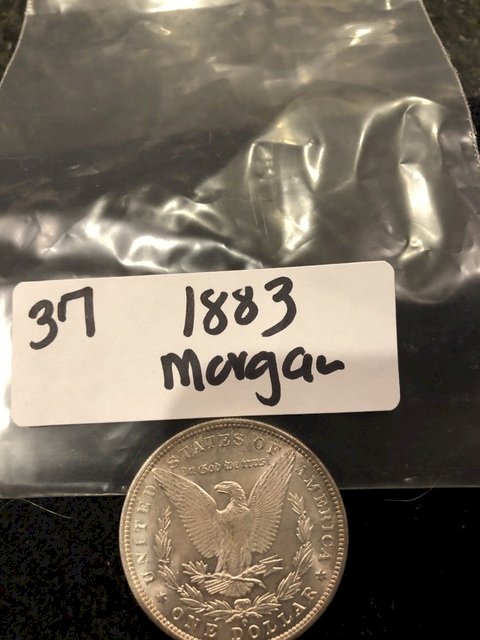 37 1883
Morgan
UNITED STATES OF AMERICA
In God we trust
ONE DOLLAR